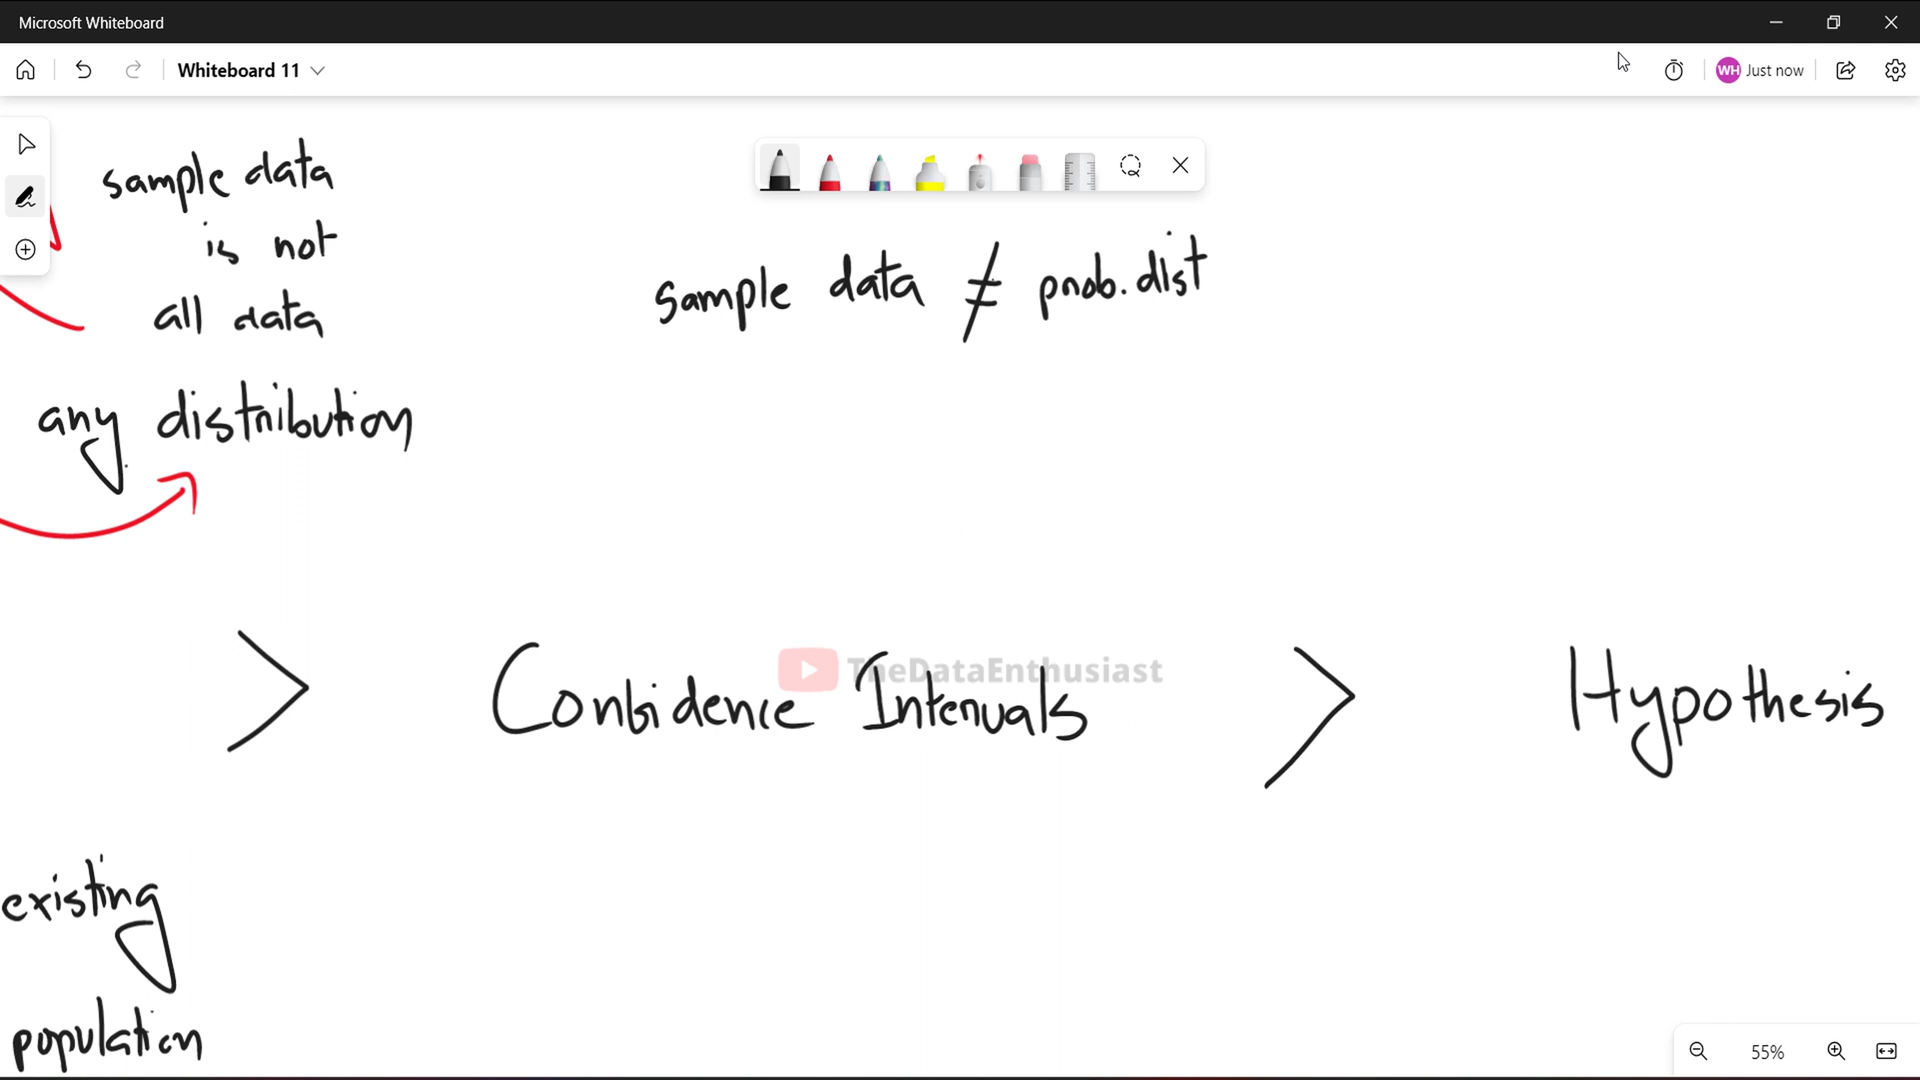 Microsoft Whiteboard
Whiteboard 11
WH Just now
sample data
is not
all data
sample data ≠ prob. dist
any distribution
> Confidence Intervals > Hypothesis
TheDataEnthusiast
existing
population
55%